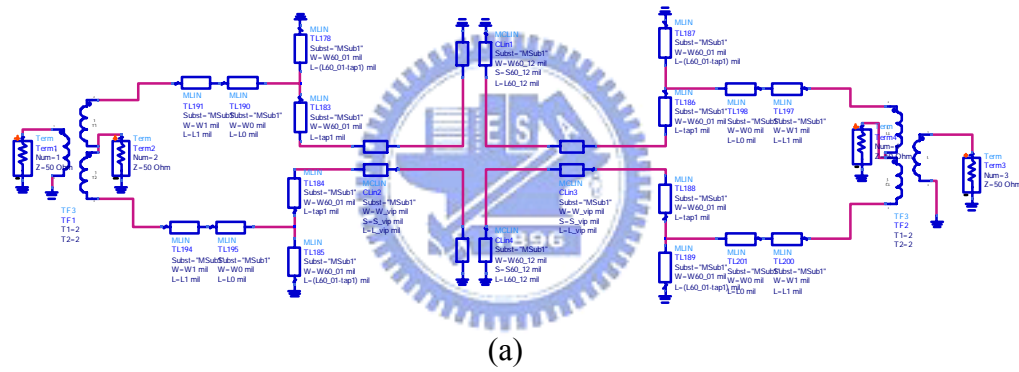 MLIN
TL178
Subst="MSub1"
W=W60_01 mil
L=(L60_01-tap1) mil
MLIN
TL183
Subst="MSub1"
W=W60_01 mil
L=tap1 mil
MLIN
TL191
Subst="MSub1"
W=W1 mil
L=L1 mil
MLIN
TL190
Subst="MSub1"
W=W0 mil
L=L0 mil
Term
Term1
Num=1
Z=50 Ohm
Term
Term2
Num=2
Z=50 Ohm
TF3
TF1
T1=2
T2=2
MLIN
TL194
Subst="MSub1"
W=W1 mil
L=L1 mil
MLIN
TL195
Subst="MSub1"
W=W0 mil
L=L0 mil
MLIN
TL184
Subst="MSub1"
W=W60_01 mil
L=tap1 mil
MLIN
TL185
Subst="MSub1"
W=W60_01 mil
L=(L60_01-tap1) mil
MCLIN
CLin1
Subst="MSub1"
W=W60_12 mil
S=S60_12 mil
L=L60_12 mil
MCLIN
CLin2
Subst="MSub1"
W=W_vip mil
S=S_vip mil
L=L_vip mil
MCLIN
CLin3
Subst="MSub1"
W=W_vip mil
S=S_vip mil
L=L_vip mil
MCLIN
CLin4
Subst="MSub1"
W=W60_12 mil
S=S60_12 mil
L=L60_12 mil
ESA
1896
MLIN
TL187
Subst="MSub1"
W=W60_01 mil
L=(L60_01-tap1) mil
MLIN
TL186
Subst="MSub1"
W=W60_01 mil
L=tap1 mil
MLIN
TL198
Subst="MSub1"
W=W0 mil
L=L0 mil
MLIN
TL197
Subst="MSub1"
W=W1 mil
L=L1 mil
MLIN
TL188
Subst="MSub1"
W=W60_01 mil
L=tap1 mil
MLIN
TL189
Subst="MSub1"
W=W60_01 mil
L=(L60_01-tap1) mil
MLIN
TL201
Subst="MSub1"
W=W0 mil
L=L0 mil
MLIN
TL200
Subst="MSub1"
W=W1 mil
L=L1 mil
Term
Term
Term3
Num=3
Z=50 Ohm
TF3
TF2
T1=2
T2=2
(a)